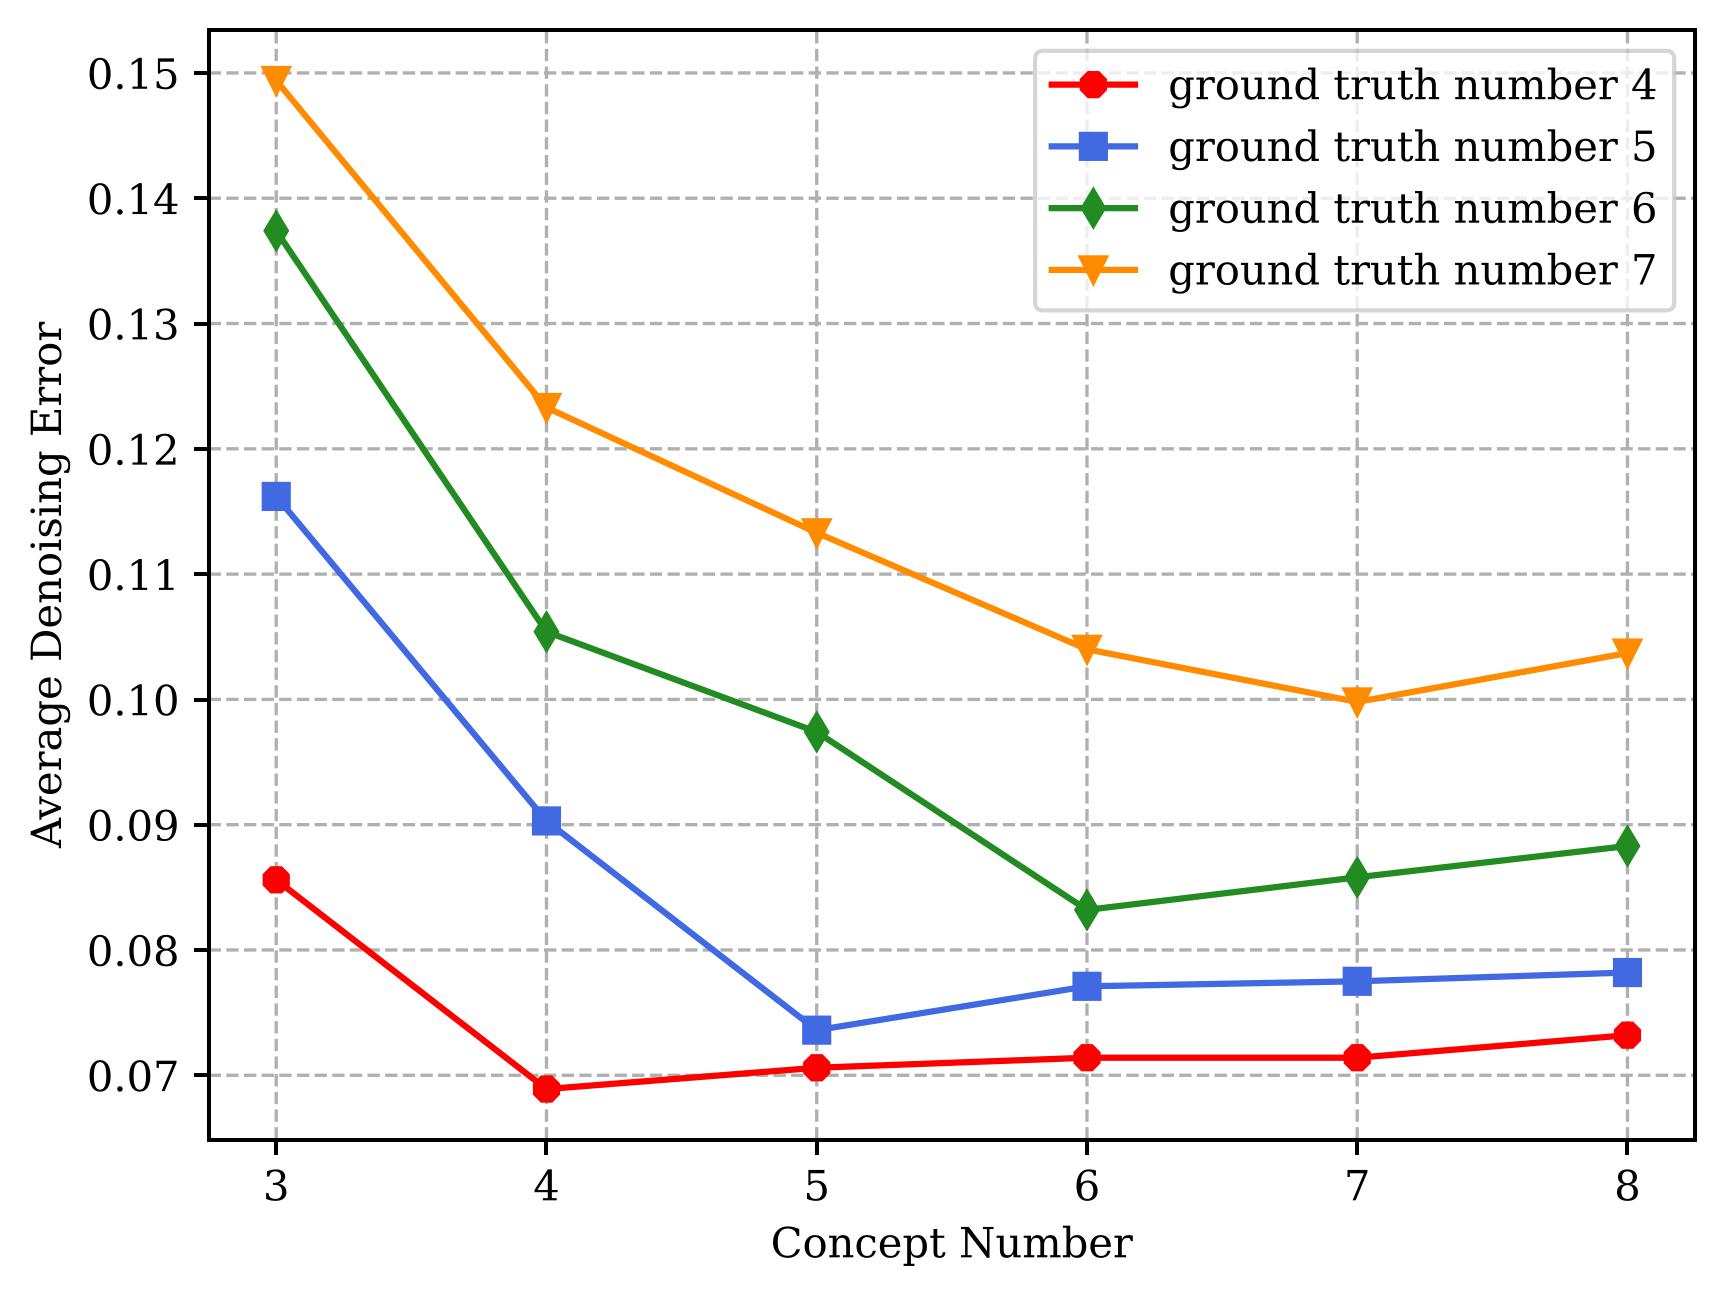 0.15
0.14
0.13
0.12
0.11
0.10
0.09
0.08
0.07
Average Denoising Error
ground truth number 4
ground truth number 5
ground truth number 6
ground truth number 7
3 4 5 6 7 8
Concept Number